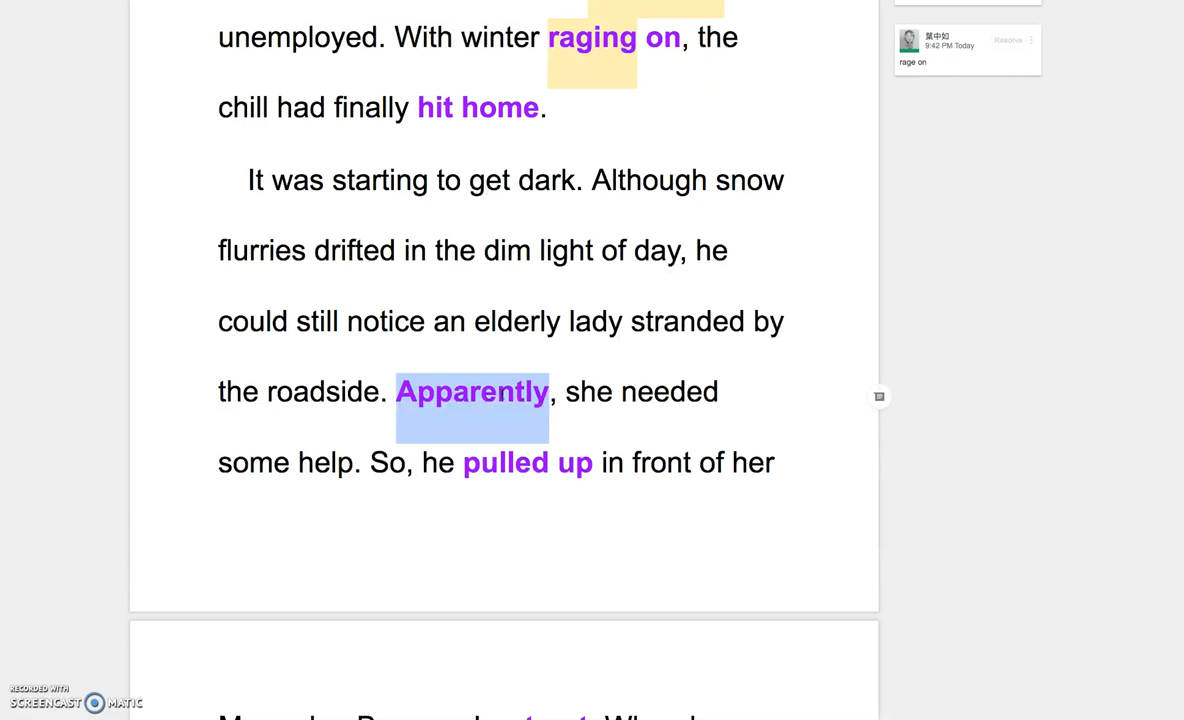 unemployed. With winter raging on, the
chill had finally hit home.
It was starting to get dark. Although snow
flurries drifted in the dim light of day, he
could still notice an elderly lady stranded by
the roadside. Apparently, she needed
some help. So, he pulled up in front of her
葉中如
9:42 PM Today
Resolve
rage on
RECORDED WITH
SCREENCAST MATIC